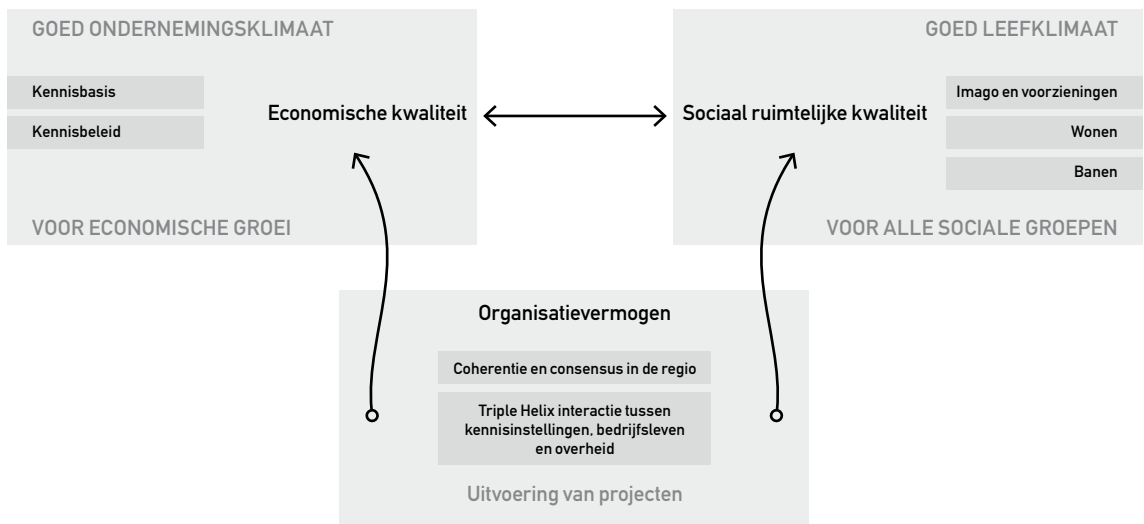 GOED ONDERNEMINGSKLIMAAT
Kennisbasis
Kennisbeleid
Economische kwaliteit
VOOR ECONOMISCHE GROEI
GOED LEEFKLIMAAT
Sociaal ruimtelijke kwaliteit
Imago en voorzieningen
Wonen
Banen
VOOR ALLE SOCIALE GROEPEN
Organisatievermogen
Coherentie en consensus in de regio
Triple Helix interactie tussen
kennisinstellingen, bedrijfsleven
en overheid
Uitvoering van projecten